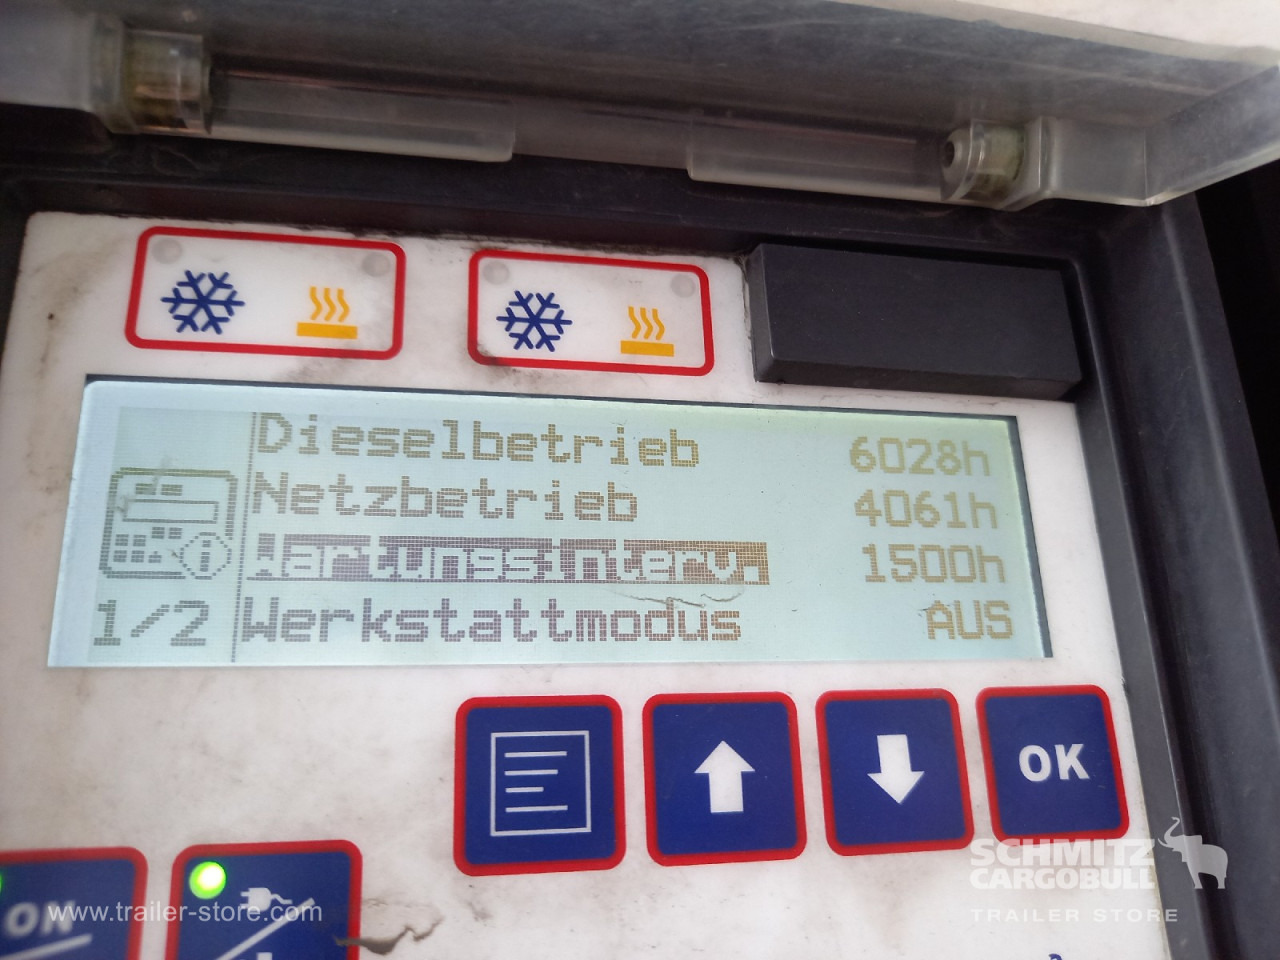 Dieselbetrieb 6028h
Netzbetrieb 4061h
Wartungsinterv. 1500h
1/2 Werkstattmodus AUS
OK
ON
www.trailer-store.com
SCHMITZ
CARGOBULL
TRAILER STORE